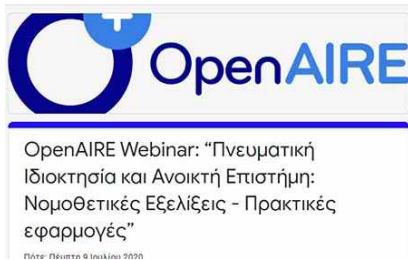 OpenAIRE
OpenAIRE Webinar: “Πνευματική
Ιδιοκτησία και Ανοικτή Επιστήμη:
Νομοθετικές Εξελίξεις - Πρακτικές
εφαρμογές”
Πότε: Πέμπτη 9 Ιουλίου 2020